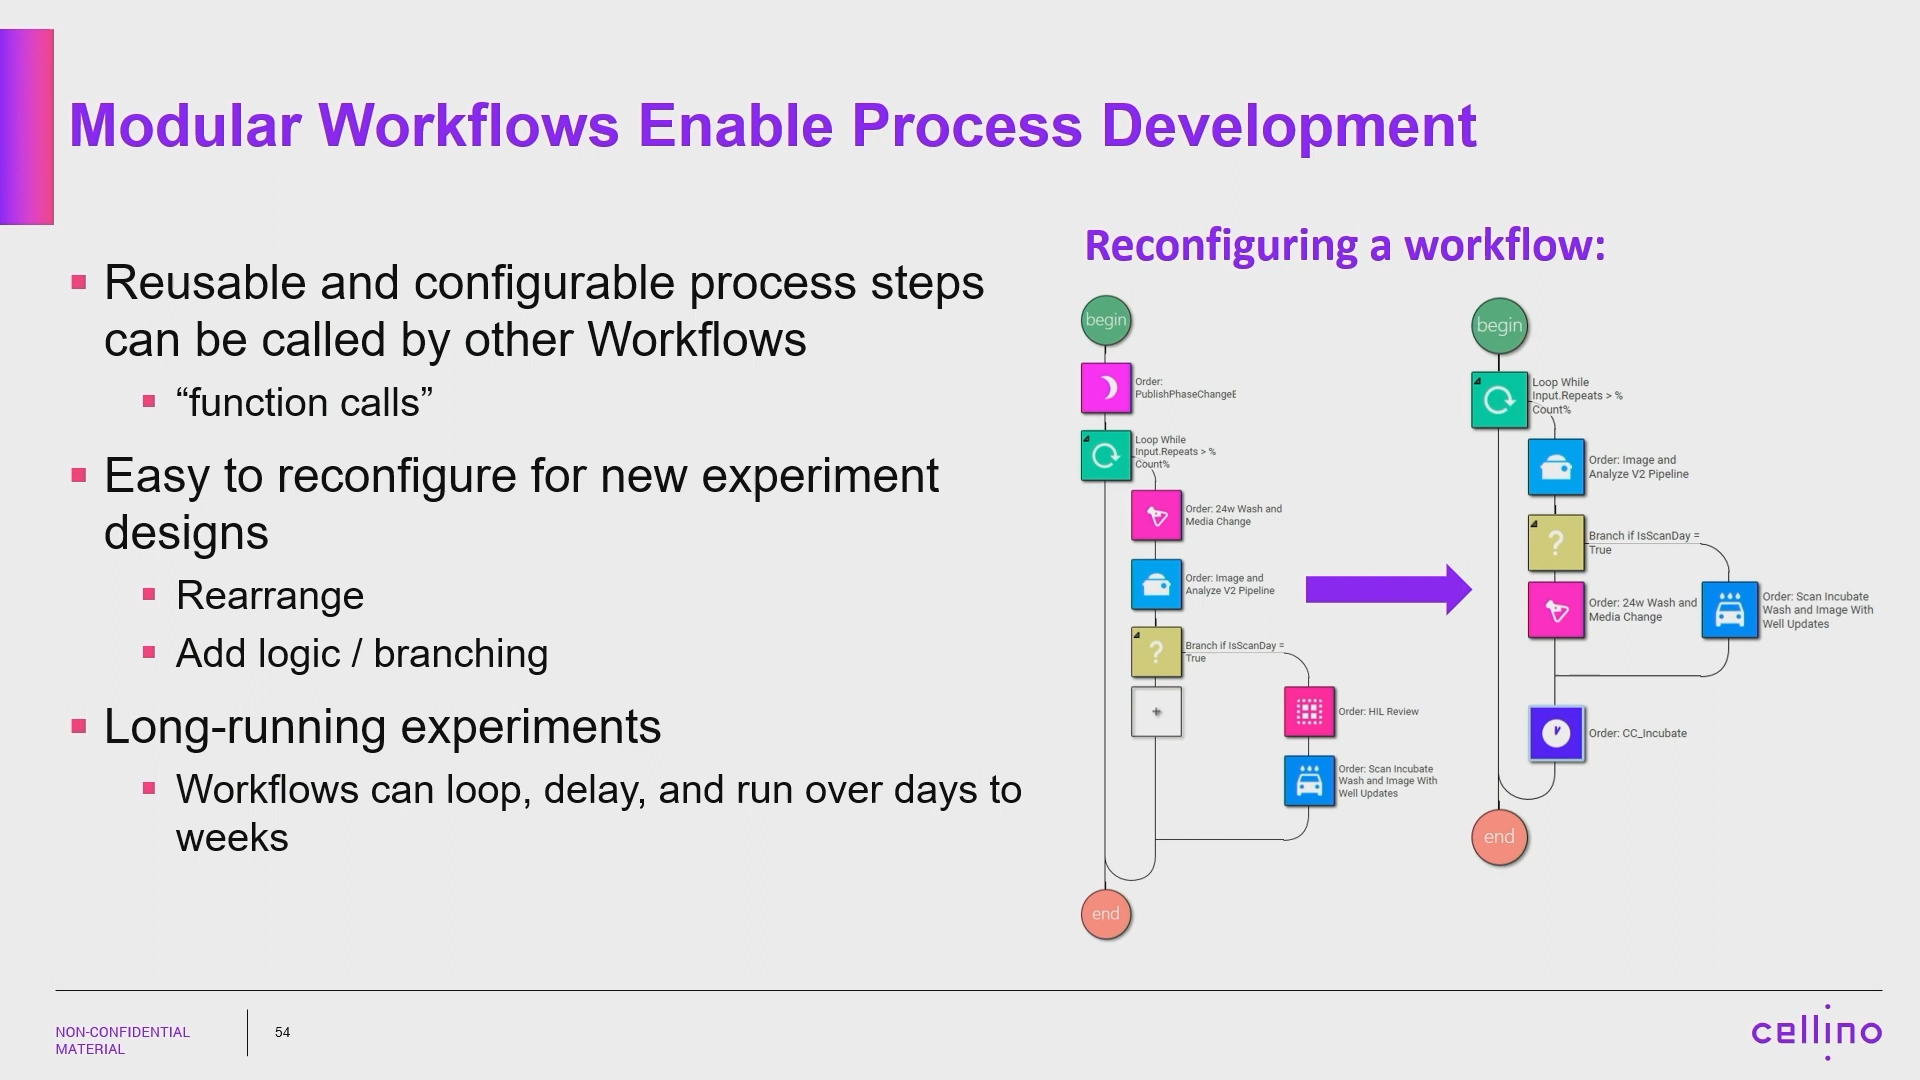 Modular Workflows Enable Process Development
Reusable and configurable process steps
can be called by other Workflows
“function calls”
Easy to reconfigure for new experiment
designs
Rearrange
Add logic / branching
Long-running experiments
Workflows can loop, delay, and run over days to
weeks
Reconfiguring a workflow:
begin
Order:
PublishPhaseChangeE
Loop While
Input.Repeats > %
Count%
Order: 24w Wash and
Media Change
Order: Image and
Analyze V2 Pipeline
Branch if IsScanDay =
True
?
+
Order: HIL Review
Order: Scan Incubate
Wash and Image With
Well Updates
end
begin
Loop While
Input.Repeats > %
Count%
Order: Image and
Analyze V2 Pipeline
?
Branch if IsScanDay =
True
Order: 24w Wash and
Media Change
Order: Scan Incubate
Wash and Image With
Well Updates
Order: CC_Incubate
end
NON-CONFIDENTIAL
MATERIAL
54
cellino